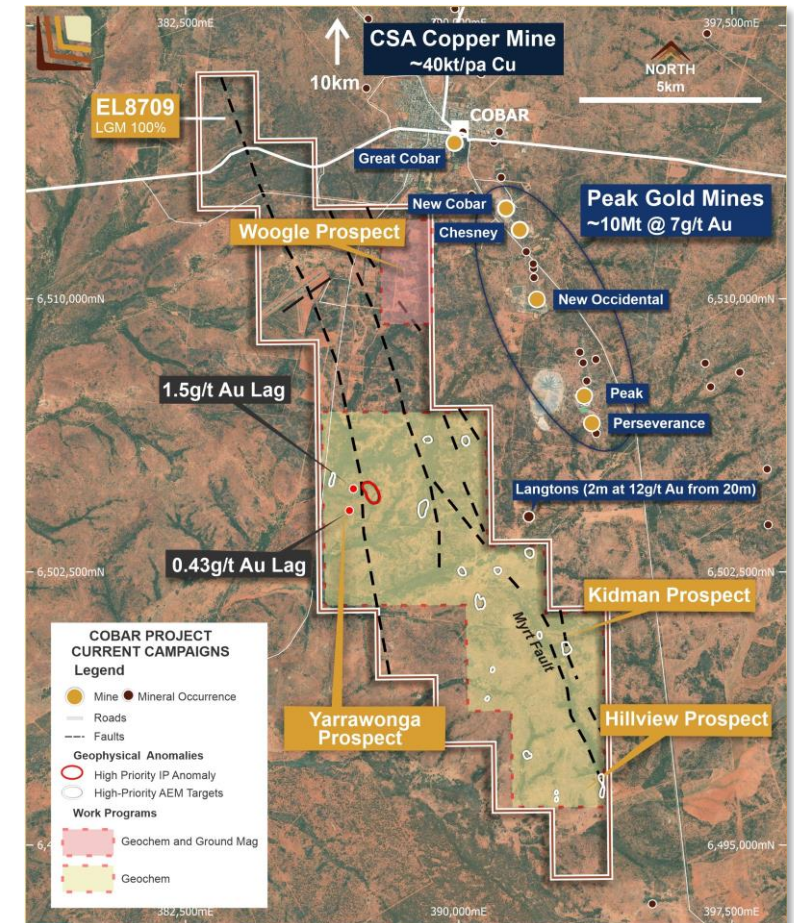 382,500mE
390,000mE
397,500mE
CSA Copper Mine
~40kt/pa Cu
10km
NORTH
5km
EL8709
LGM 100%
COBAR
Great Cobar
New Cobar
Chesney
Peak Gold Mines
~10Mt @ 7g/t Au
Woogle Prospect
6,510,000mN
6,510,000mN
New Occidental
1.5g/t Au Lag
Peak
Perseverance
Langtons (2m at 12g/t Au from 20m)
0.43g/t Au Lag
6,502,500mN
6,502,500mN
Kidman Prospect
Myrt Fault
Yarrawonga
Prospect
Hillview Prospect
COBAR PROJECT
CURRENT CAMPAIGNS
Legend
Mine
Mineral Occurrence
Roads
Faults
Geophysical Anomalies
High Priority IP Anomaly
High-Priority AEM Targets
Work Programs
Geochem and Ground Mag
Geochem
6,495,000mN
382,500mE
390,000mE
397,500mE